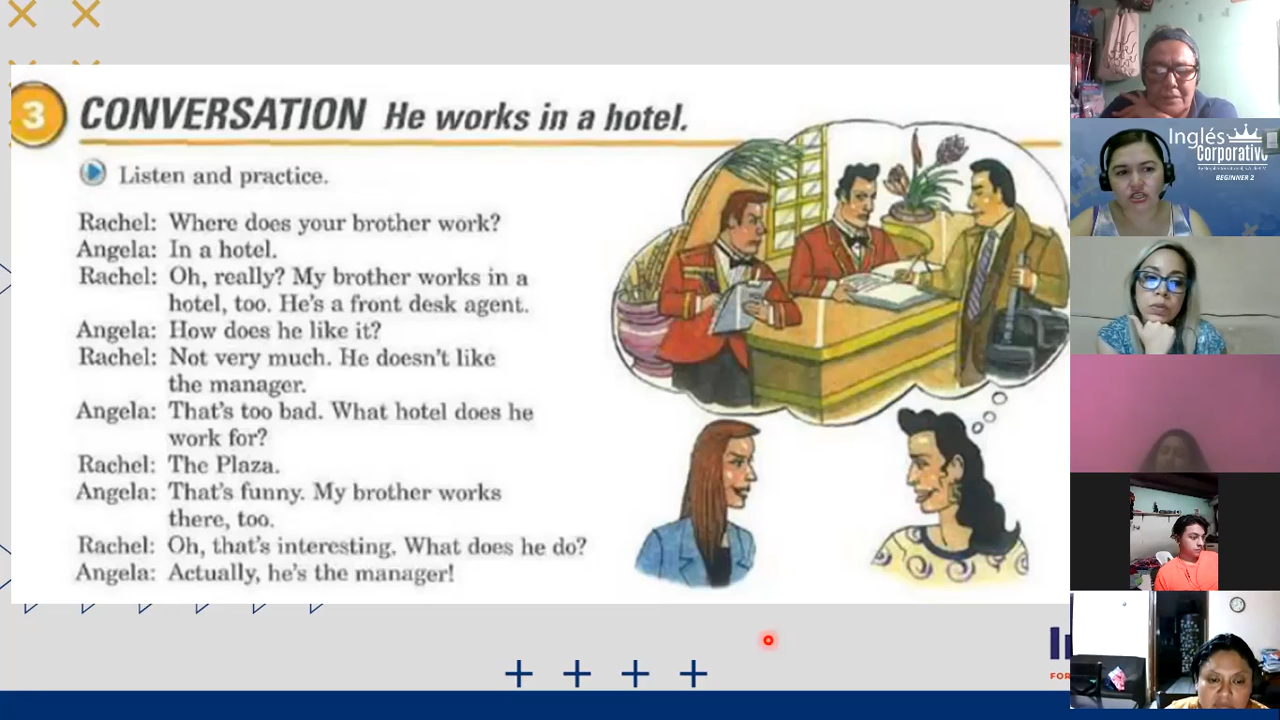 3 CONVERSATION He works in a hotel.
Listen and practice.
Rachel: Where does your brother work?
Angela: In a hotel.
Rachel: Oh, really? My brother works in a
hotel, too. He's a front desk agent.
Angela: How does he like it?
Rachel: Not very much. He doesn't like
the manager.
Angela: That's too bad. What hotel does he
work for?
Rachel: The Plaza.
Angela: That's funny. My brother works
there, too.
Rachel: Oh, that's interesting. What does he do?
Angela: Actually, he's the manager!
Inglés
Corporativo
BEGINNER 2
FOR